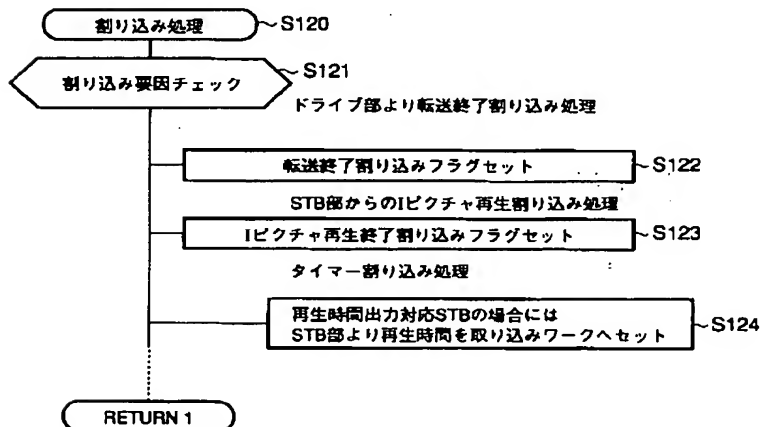 割り込み処理 ~S120
割り込み要因チェック ~S121
ドライブ部より転送終了割り込み処理
転送終了割り込みフラグセット ~S122
STB部からのIピクチャ再生割り込み処理
Iピクチャ再生終了割り込みフラグセット ~S123
タイマー割り込み処理
再生時間出力対応STBの場合には
STB部より再生時間を取り込みワークへセット ~S124
RETURN 1